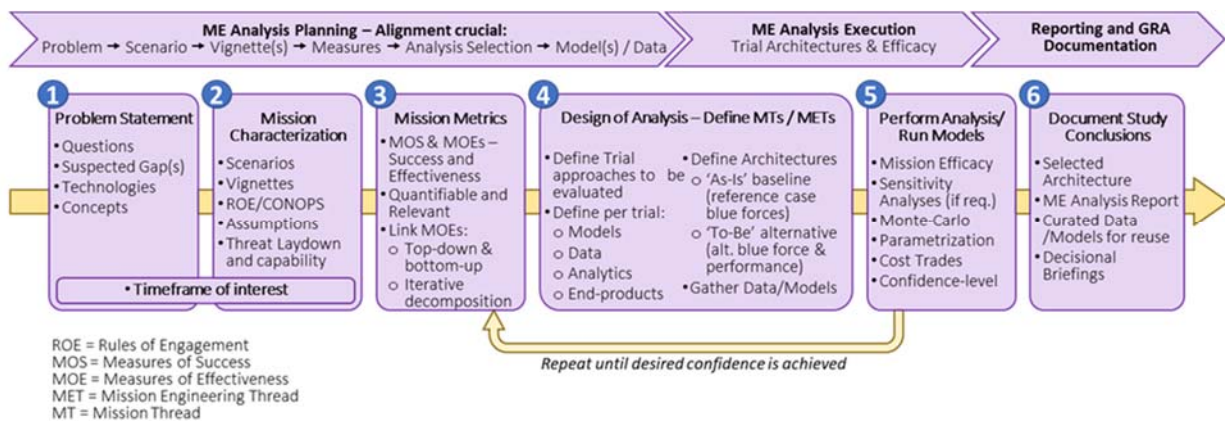 ME Analysis Planning – Alignment crucial:
Problem → Scenario → Vignette(s) → Measures → Analysis Selection → Model(s) / Data
ME Analysis Execution
Trial Architectures & Efficacy
Reporting and GRA
Documentation
1
Problem Statement
• Questions
• Suspected Gap(s)
• Technologies
• Concepts
2
Mission
Characterization
• Scenarios
• Vignettes
• ROE/CONOPS
• Assumptions
• Threat Laydown
and capability
• Timeframe of interest
3
Mission Metrics
• MOS & MOEs –
Success and
Effectiveness
• Quantifiable and
Relevant
• Link MOEs:
o Top-down &
bottom-up
o Iterative
decomposition
4
Design of Analysis – Define MTs / METs
• Define Trial
approaches to be
evaluated
• Define per trial:
o Models
o Data
o Analytics
o End-products
• Define Architectures
o 'As-Is' baseline
(reference case
blue forces)
o 'To-Be' alternative
(alt. blue force &
performance)
• Gather Data/Models
5
Perform Analysis/
Run Models
• Mission Efficacy
• Sensitivity
Analyses (if req.)
• Monte-Carlo
• Parametrization
• Cost Trades
• Confidence-level
6
Document Study
Conclusions
• Selected
Architecture
• ME Analysis Report
• Curated Data
/Models for reuse
• Decisional
Briefings
Repeat until desired confidence is achieved
ROE = Rules of Engagement
MOS = Measures of Success
MOE = Measures of Effectiveness
MET = Mission Engineering Thread
MT = Mission Thread